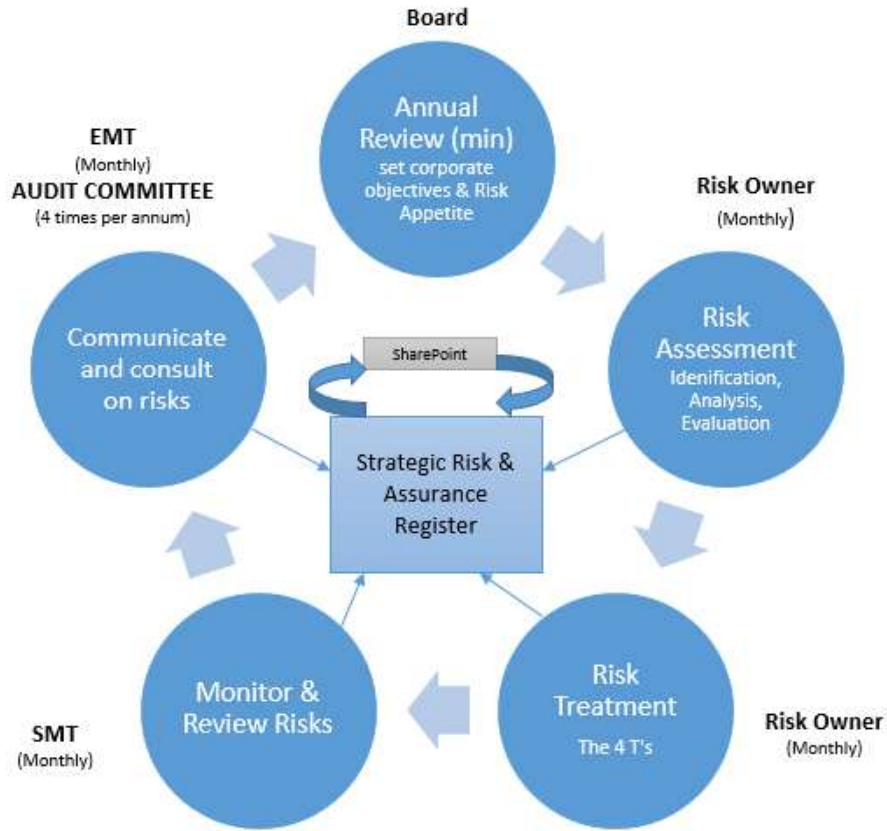 Board
Annual
Review (min)
set corporate
objectives & Risk
Appetite
EMT
(Monthly)
AUDIT COMMITTEE
(4 times per annum)
Risk Owner
(Monthly)
Communicate
and consult
on risks
SharePoint
Risk
Assessment
Idenification,
Analysis,
Evaluation
Strategic Risk &
Assurance
Register
Monitor &
Review Risks
Risk
Treatment
The 4 T's
SMT
(Monthly)
Risk Owner
(Monthly)